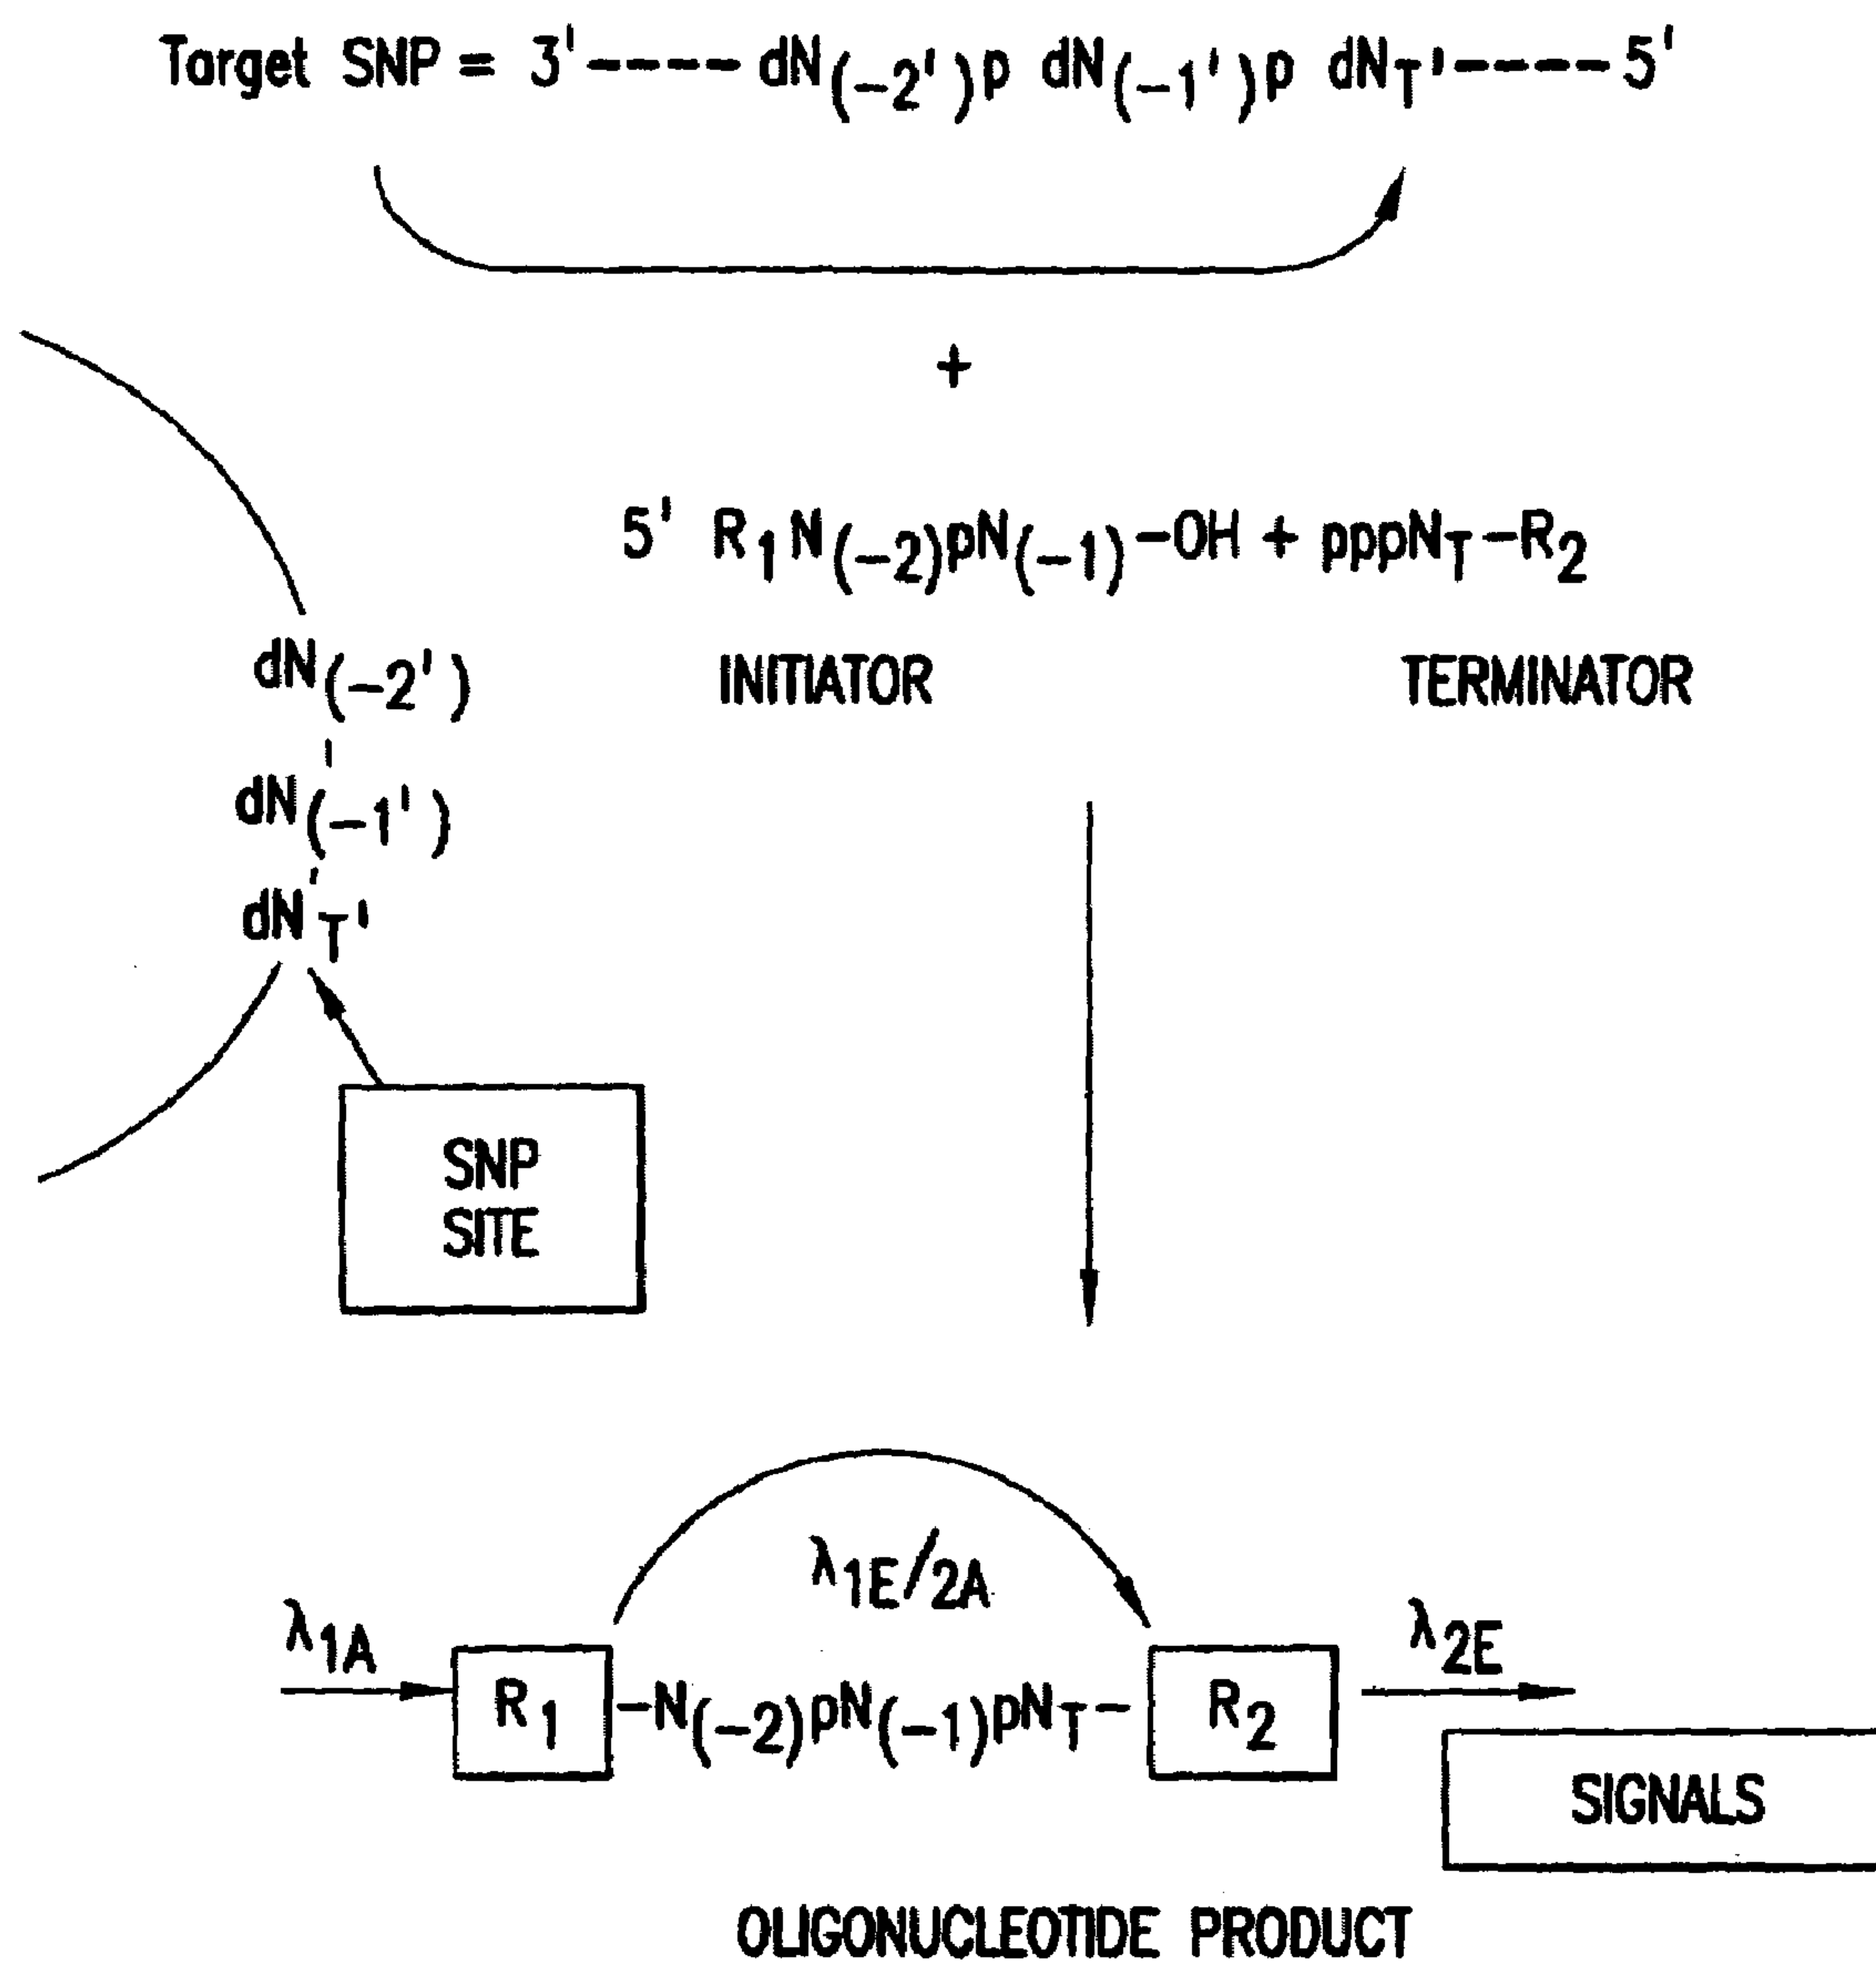 Target SNP = 3'---- dN(-2')p dN(-1')p dNT'---- 5'
+
5' R1N(-2)pN(-1)-OH + pppNT-R2
INITIATOR TERMINATOR
dN(-2')
dN(-1')
dNT'
SNP
SITE
λ1E/2A
λ1A
λ2E
R1 -N(-2)pN(-1)pNT- R2
SIGNALS
OLIGONUCLEOTIDE PRODUCT